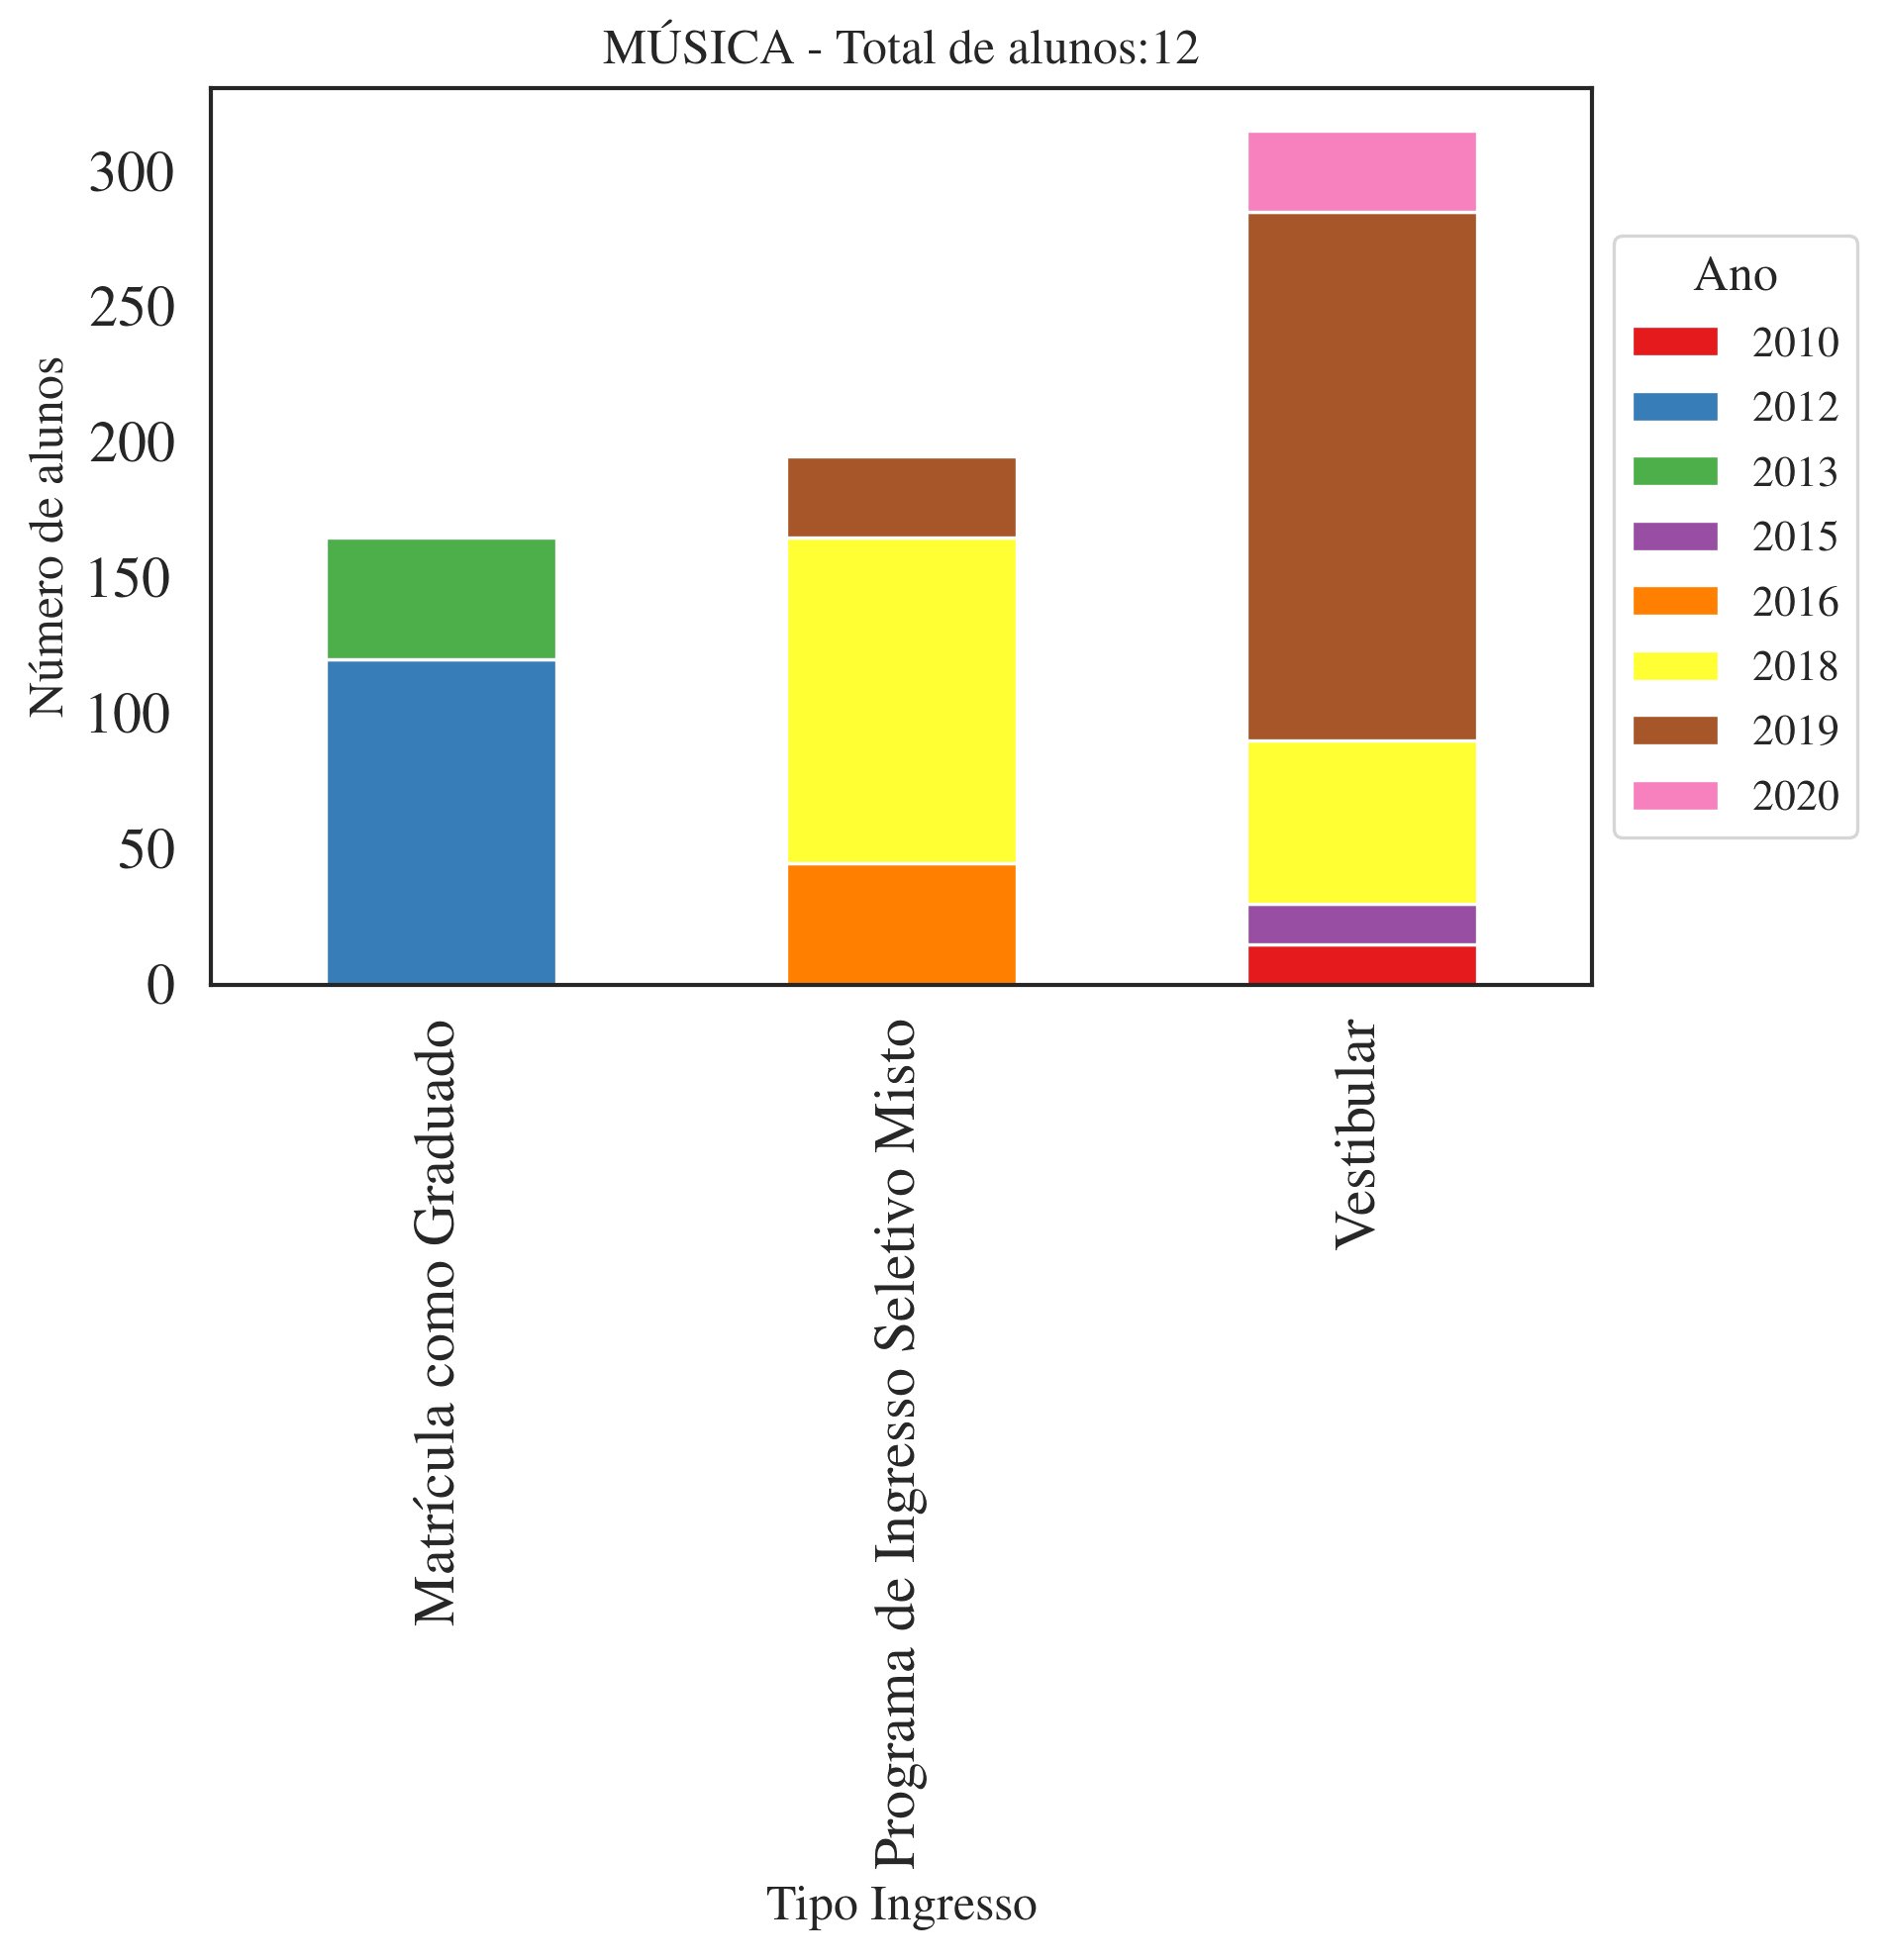 MÚSICA - Total de alunos:12
Número de alunos
300
250
200
150
100
50
0
Ano
2010
2012
2013
2015
2016
2018
2019
2020
Matrícula como Graduado
Programa de Ingresso Seletivo Misto
Vestibular
Tipo Ingresso